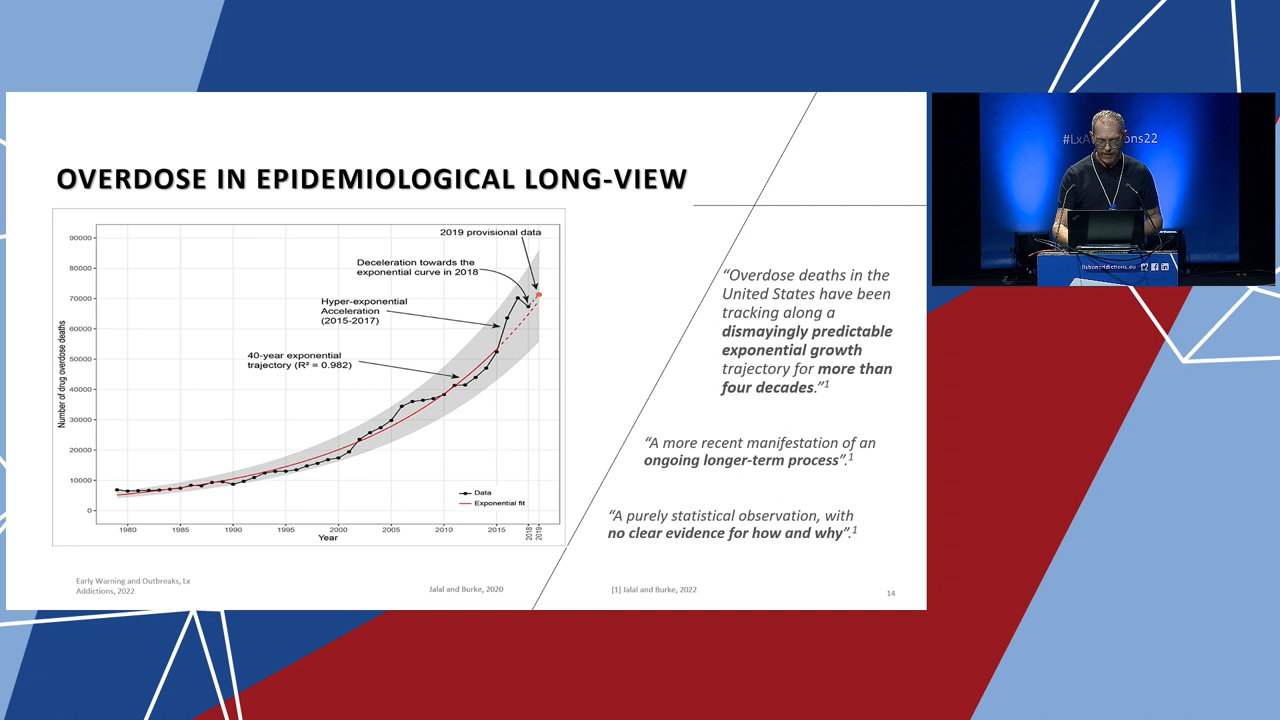 OVERDOSE IN EPIDEMIOLOGICAL LONG-VIEW
90000
80000
70000
60000
50000
40000
30000
20000
10000
0
Number of drug overdose deaths
2019 provisional data
Deceleration towards the
exponential curve in 2018
Hyper-exponential
Acceleration
(2015-2017)
40-year exponential
trajectory (R² = 0.982)
Data
Exponential fit
1980
1985
1990
1995
2000
2005
2010
2015
2018
2019
Year
“Overdose deaths in the
United States have been
tracking along a
dismayingly predictable
exponential growth
trajectory for more than
four decades.”1
“A more recent manifestation of an
ongoing longer-term process”.1
“A purely statistical observation, with
no clear evidence for how and why”.1
Early Warning and Outbreaks, Lx
Addictions, 2022
Jalal and Burke, 2020
[1] Jalal and Burke, 2022
14
lisbonaddictions.eu